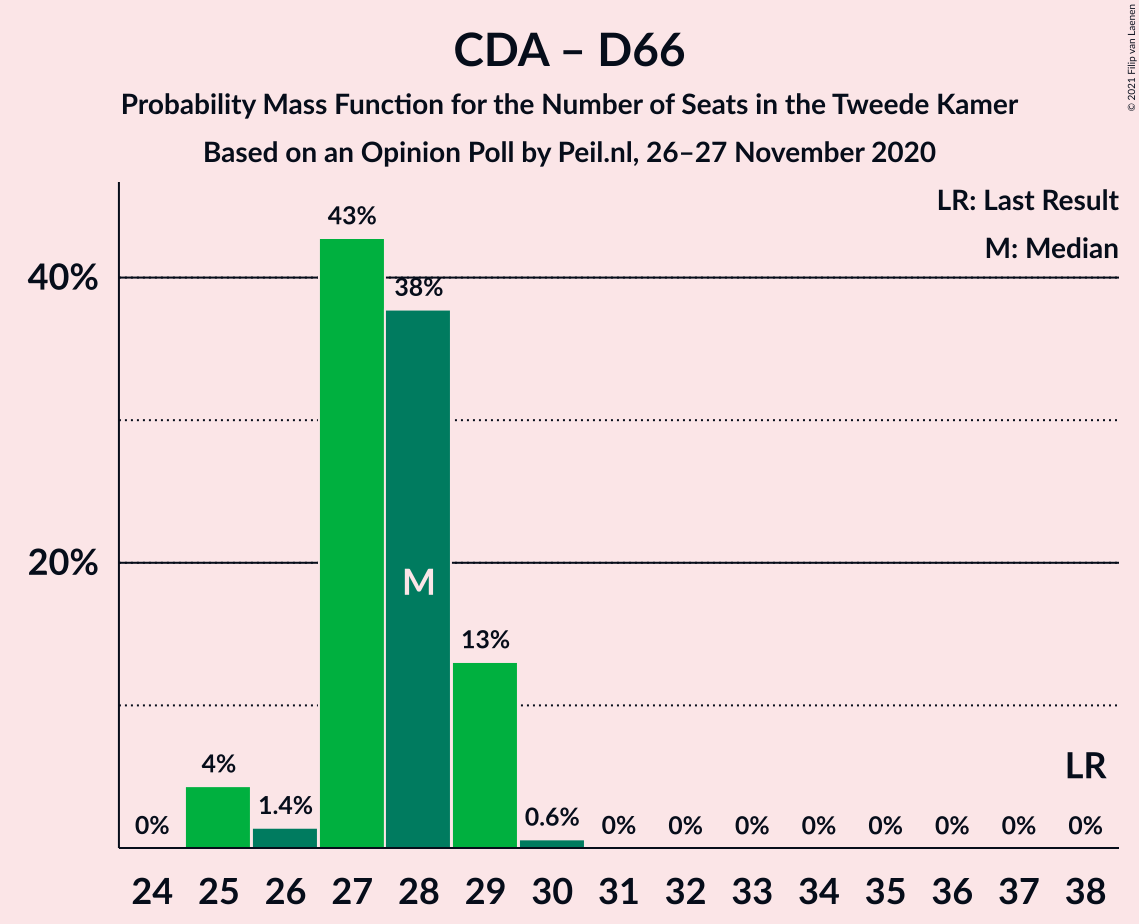 CDA – D66
Probability Mass Function for the Number of Seats in the Tweede Kamer
Based on an Opinion Poll by Peil.nl, 26–27 November 2020
© 2021 Filip van Laenen
LR: Last Result
M: Median
40%
20%
0%
4%
1.4%
43%
38%
M
13%
0.6%
0%
0%
0%
0%
0%
0%
0%
0%
LR
24 25 26 27 28 29 30 31 32 33 34 35 36 37 38